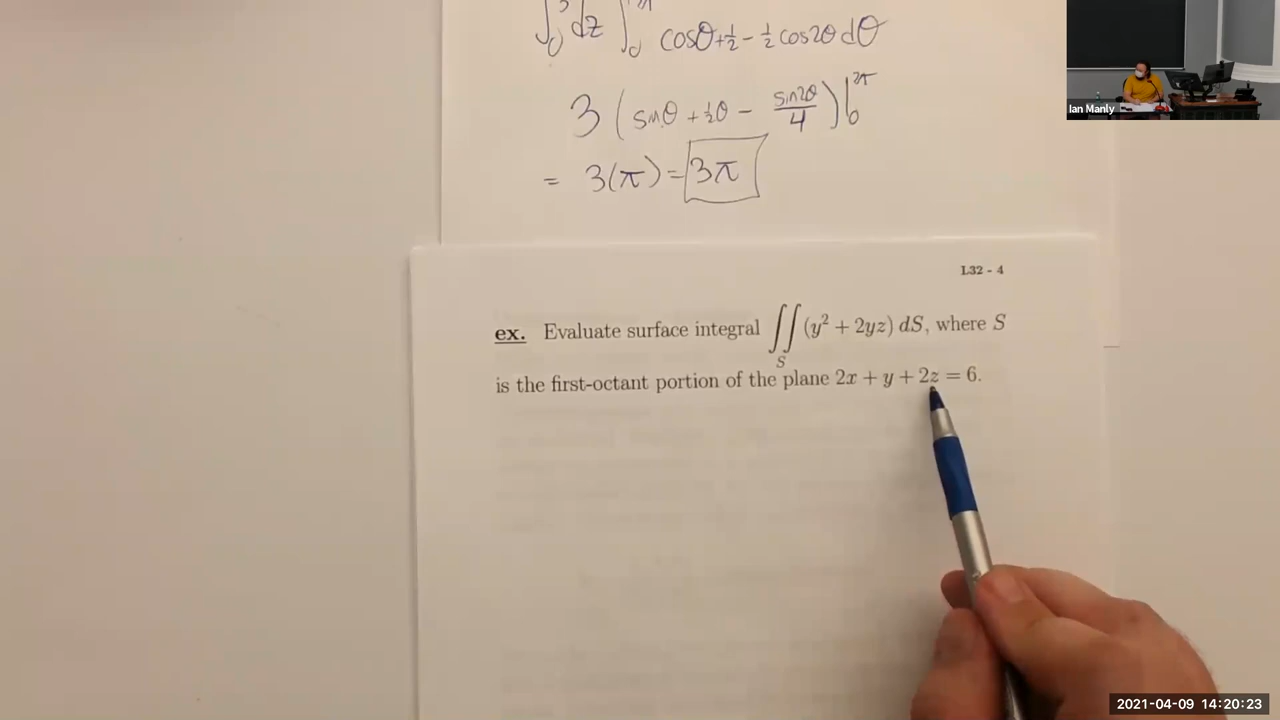 ∫₀³ dz ∫₀^{2π} cosθ + ½ − ½ cos2θ dθ
3 ( sinθ + ½θ − sin2θ/4 ) |₀^{2π}
= 3(π) = 3π
Ian Manly
L32 - 4
ex. Evaluate surface integral ∬_S (y² + 2yz) dS, where S
is the first-octant portion of the plane 2x + y + 2z = 6.
2021-04-09 14:20:23